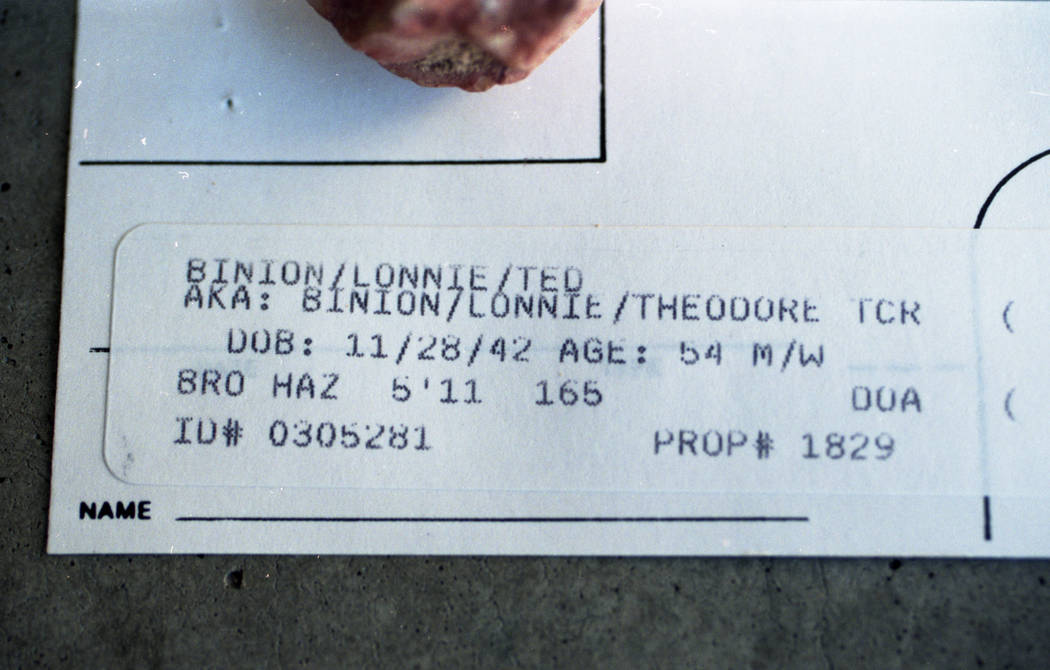 BINION/LONNIE/TED
AKA: BINION/LONNIE/THEODORE TCR (
DOB: 11/28/42 AGE: 54 M/W
BRO HAZ 5'11 165 DOA (
ID# 0305281 PROP# 1829
NAME